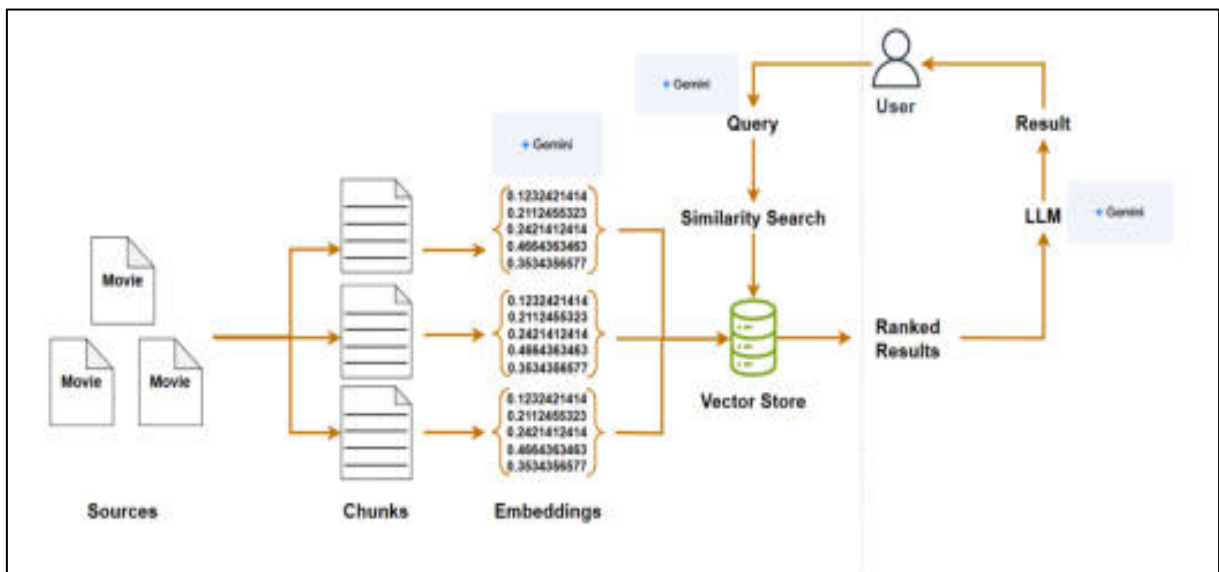 Movie
Movie
Movie
Sources
Chunks
+ Gemini
0.1232421414
0.2112455323
0.2421412414
0.4664363463
0.3534356577
0.1232421414
0.2112455323
0.2421412414
0.4664363463
0.3534356577
0.1232421414
0.2112455323
0.2421412414
0.4664363463
0.3534356577
Embeddings
+ Gemini
Query
Similarity Search
Vector Store
User
Ranked
Results
Result
LLM
+ Gemini